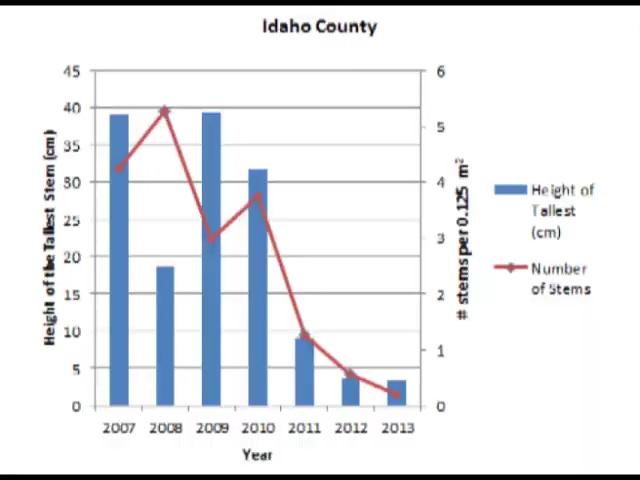 Idaho County
45
40
35
30
25
20
15
10
5
0
Height of the Tallest Stem (cm)
6
5
4
3
2
1
0
# stems per 0.125 m²
2007 2008 2009 2010 2011 2012 2013
Year
Height of
Tallest
(cm)
Number
of Stems